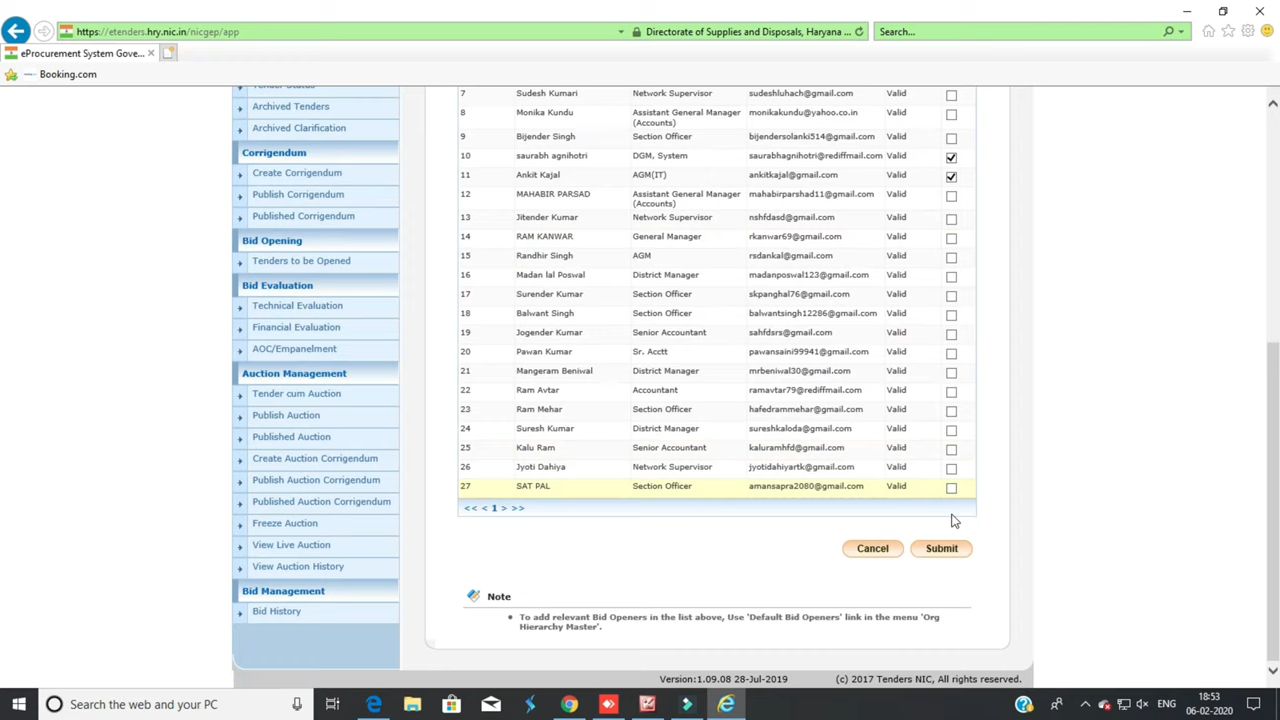 https://etenders.hry.nic.in/nicgep/app
Directorate of Supplies and Disposals, Haryana ...
Search...
eProcurement System Gove...
Booking.com
Tender Status
Archived Tenders
Archived Clarification
Corrigendum
Create Corrigendum
Publish Corrigendum
Published Corrigendum
Bid Opening
Tenders to be Opened
Bid Evaluation
Technical Evaluation
Financial Evaluation
AOC/Empanelment
Auction Management
Tender cum Auction
Publish Auction
Published Auction
Create Auction Corrigendum
Publish Auction Corrigendum
Published Auction Corrigendum
Freeze Auction
View Live Auction
View Auction History
Bid Management
Bid History
7 Sudesh Kumari Network Supervisor sudeshluhach@gmail.com Valid
8 Monika Kundu Assistant General Manager monikakundu@yahoo.co.in Valid
(Accounts)
9 Bijender Singh Section Officer bijendersolanki514@gmail.com Valid
10 saurabh agnihotri DGM, System saurabhagnihotri@rediffmail.com Valid
11 Ankit Kajal AGM(IT) ankitkajal@gmail.com Valid
12 MAHABIR PARSAD Assistant General Manager mahabirparshad11@gmail.com Valid
(Accounts)
13 Jitender Kumar Network Supervisor nshfdasd@gmail.com Valid
14 RAM KANWAR General Manager rkanwar69@gmail.com Valid
15 Randhir Singh AGM rsdankal@gmail.com Valid
16 Madan lal Poswal District Manager madanposwal123@gmail.com Valid
17 Surender Kumar Section Officer skpanghal76@gmail.com Valid
18 Balwant Singh Section Officer balwantsingh12286@gmail.com Valid
19 Jogender Kumar Senior Accountant sahfdsrs@gmail.com Valid
20 Pawan Kumar Sr. Acctt pawansaini99941@gmail.com Valid
21 Mangeram Beniwal District Manager mrbeniwal30@gmail.com Valid
22 Ram Avtar Accountant ramavtar79@rediffmail.com Valid
23 Ram Mehar Section Officer hafedrammehar@gmail.com Valid
24 Suresh Kumar District Manager sureshkaloda@gmail.com Valid
25 Kalu Ram Senior Accountant kaluramhfd@gmail.com Valid
26 Jyoti Dahiya Network Supervisor jyotidahiyartk@gmail.com Valid
27 SAT PAL Section Officer amansapra2080@gmail.com Valid
<< < 1 > >>
Cancel Submit
Note
To add relevant Bid Openers in the list above, Use 'Default Bid Openers' link in the menu 'Org
Hierarchy Master'.
Version:1.09.08 28-Jul-2019 (c) 2017 Tenders NIC, All rights reserved.
Search the web and your PC
ENG
18:53
06-02-2020